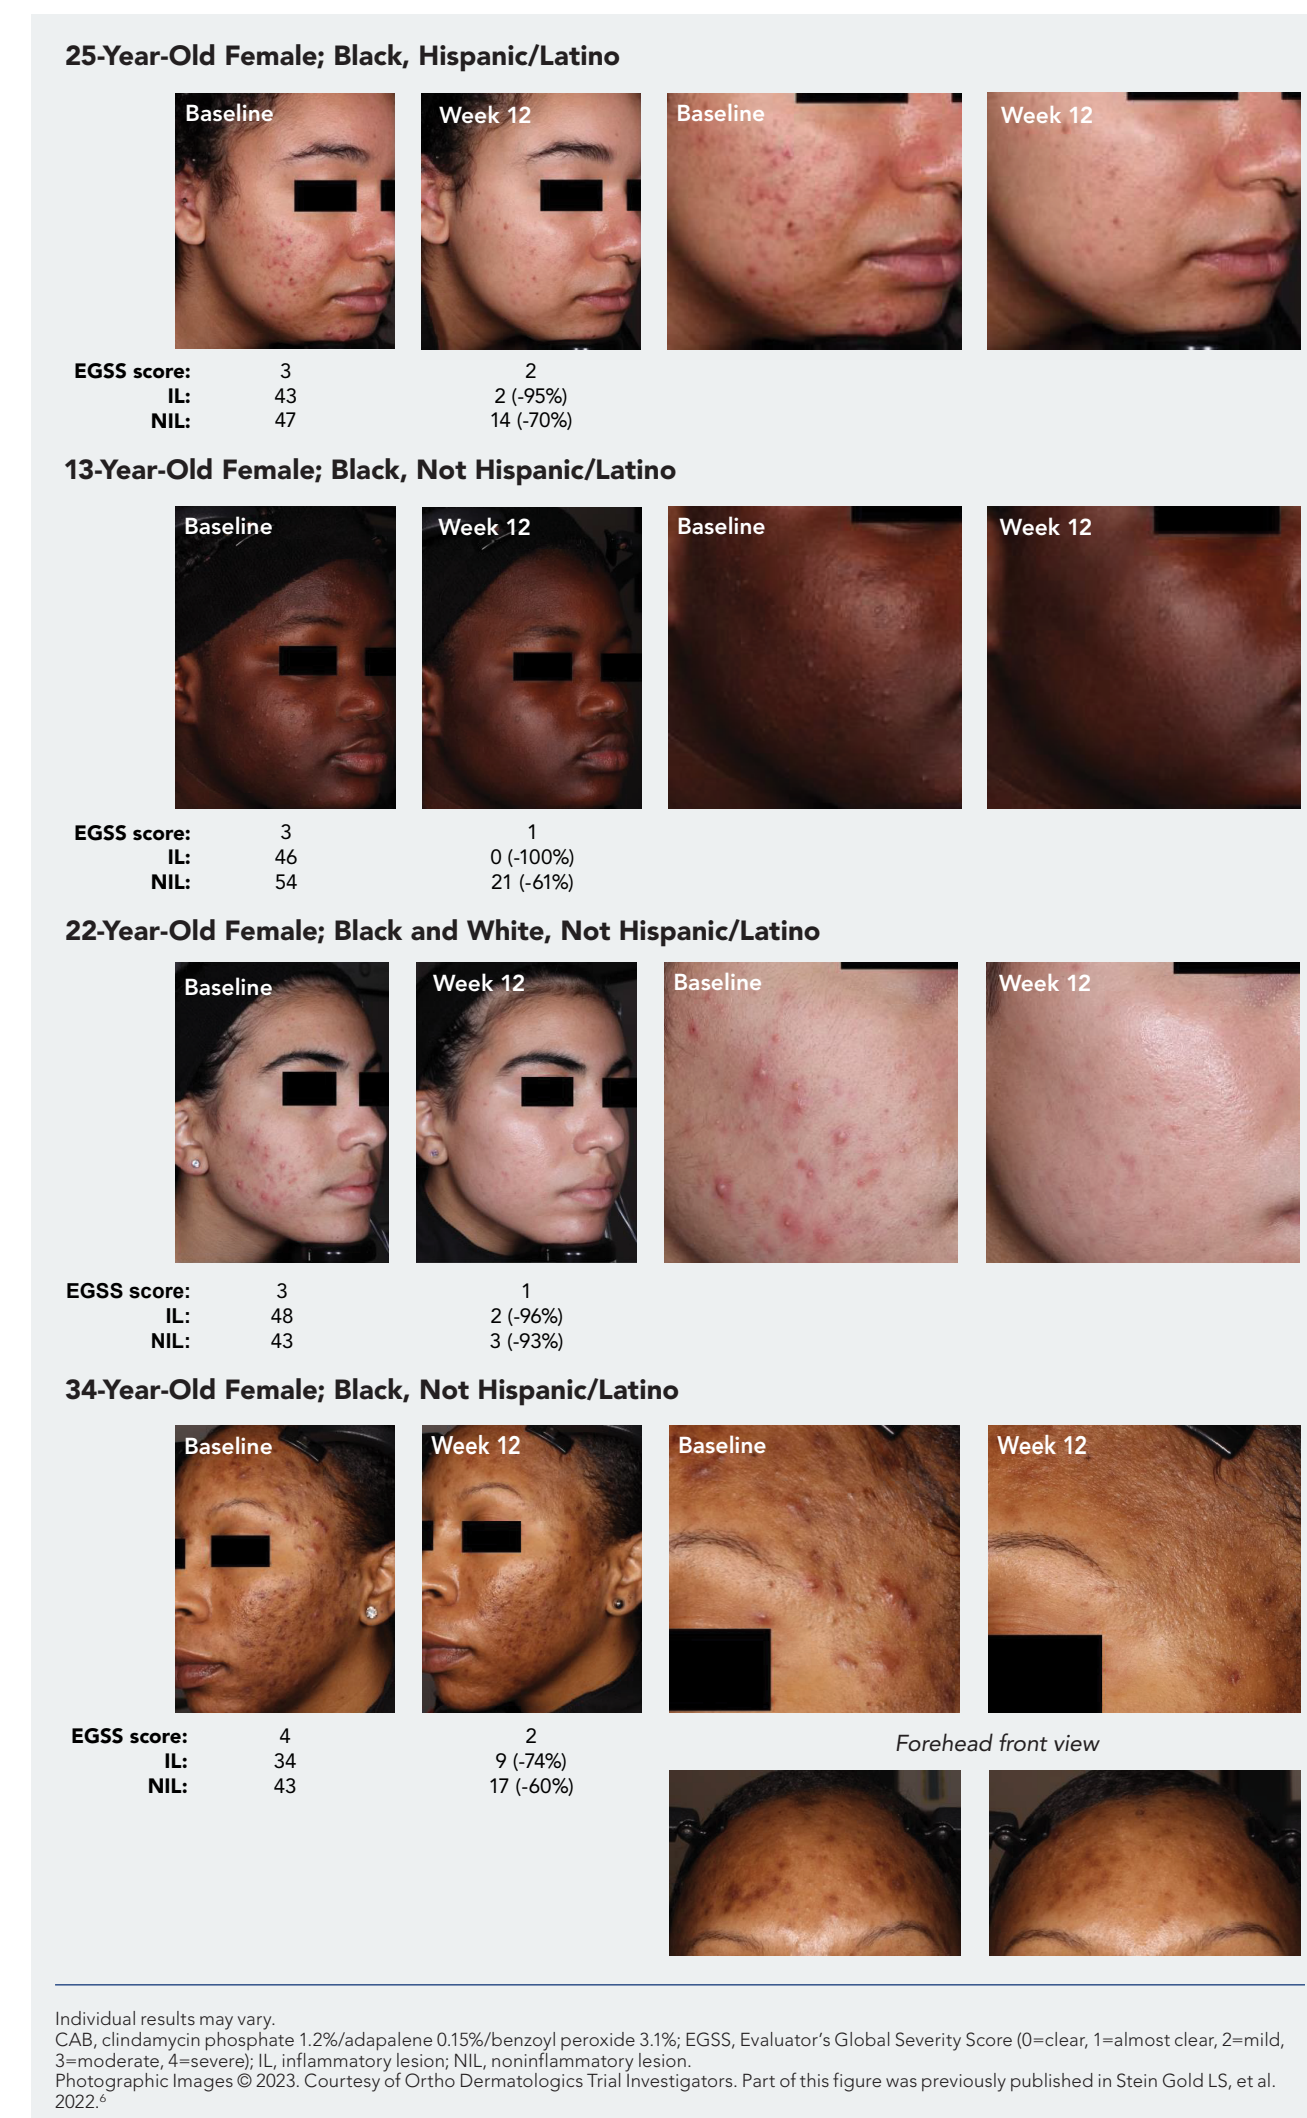 25-Year-Old Female; Black, Hispanic/Latino
Baseline Week 12 Baseline Week 12
EGSS score: 3 2
IL: 43 2 (-95%)
NIL: 47 14 (-70%)
13-Year-Old Female; Black, Not Hispanic/Latino
Baseline Week 12 Baseline Week 12
EGSS score: 3 1
IL: 46 0 (-100%)
NIL: 54 21 (-61%)
22-Year-Old Female; Black and White, Not Hispanic/Latino
Baseline Week 12 Baseline Week 12
EGSS score: 3 1
IL: 48 2 (-96%)
NIL: 43 3 (-93%)
34-Year-Old Female; Black, Not Hispanic/Latino
Baseline Week 12 Baseline Week 12
EGSS score: 4 2
IL: 34 9 (-74%)
NIL: 43 17 (-60%)
Forehead front view
Individual results may vary.
CAB, clindamycin phosphate 1.2%/adapalene 0.15%/benzoyl peroxide 3.1%; EGSS, Evaluator’s Global Severity Score (0=clear, 1=almost clear, 2=mild,
3=moderate, 4=severe); IL, inflammatory lesion; NIL, noninflammatory lesion.
Photographic Images © 2023. Courtesy of Ortho Dermatologics Trial Investigators. Part of this figure was previously published in Stein Gold LS, et al.
2022.⁶